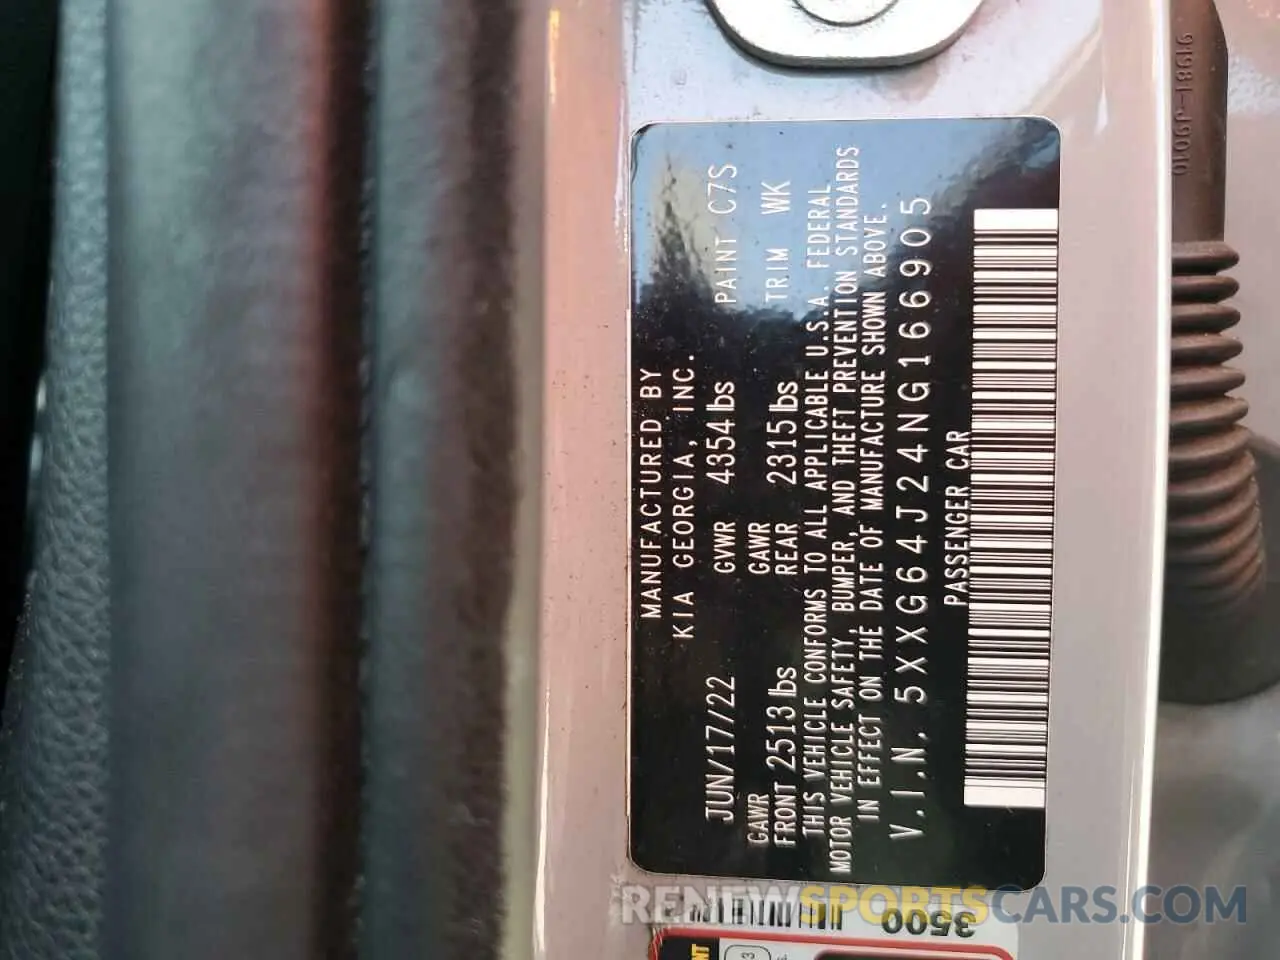 MANUFACTURED BY
KIA GEORGIA, INC.
JUN/17/22 GVWR 4354 lbs PAINT C7S
GAWR FRONT 2513 lbs GAWR REAR 2315 lbs TRIM WK
THIS VEHICLE CONFORMS TO ALL APPLICABLE U.S.A. FEDERAL
MOTOR VEHICLE SAFETY, BUMPER, AND THEFT PREVENTION STANDARDS
IN EFFECT ON THE DATE OF MANUFACTURE SHOWN ABOVE.
V.I.N. 5XXG64J24NG166905
PASSENGER CAR
91981-J9010
3500
RENEWSPORTSCARS.COM